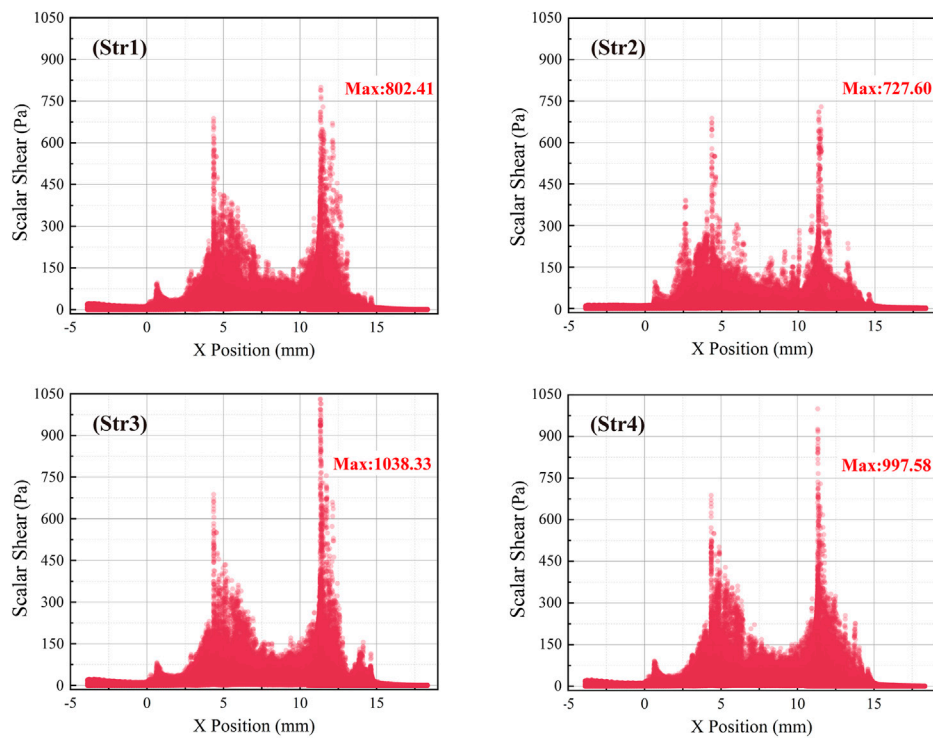 (Str1)
Max:802.41
Scalar Shear (Pa)
1050
900
750
600
450
300
150
0
-5 0 5 10 15
X Position (mm)
(Str2)
Max:727.60
Scalar Shear (Pa)
1050
900
750
600
450
300
150
0
-5 0 5 10 15
X Position (mm)
(Str3)
Max:1038.33
Scalar Shear (Pa)
1050
900
750
600
450
300
150
0
-5 0 5 10 15
X Position (mm)
(Str4)
Max:997.58
Scalar Shear (Pa)
1050
900
750
600
450
300
150
0
-5 0 5 10 15
X Position (mm)